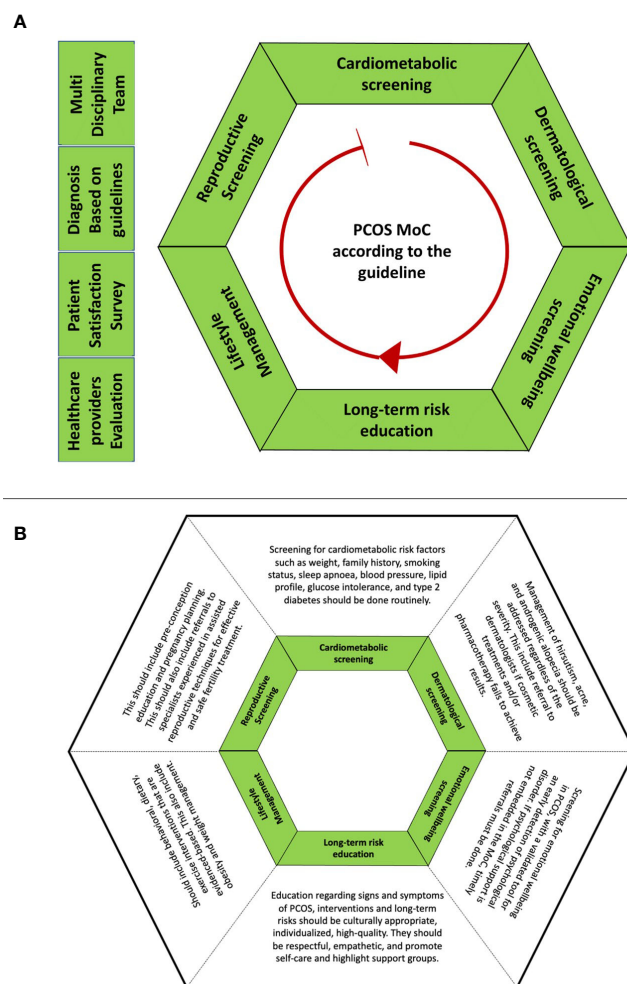 A
Multi
Disciplinary
Team
Diagnosis
Based on
guidelines
Patient
Satisfaction
Survey
Healthcare
providers
Evaluation
Cardiometabolic
screening
Dermatological
screening
Emotional wellbeing
screening
Long-term risk
education
Lifestyle
Management
Reproductive
Screening
PCOS MoC
according to the
guideline
B
Screening for cardiometabolic risk factors
such as weight, family history, smoking
status, sleep apnoea, blood pressure, lipid
profile, glucose intolerance, and type 2
diabetes should be done routinely.
Management of hirsutism, acne,
and androgenic alopecia should be
addressed regardless of the
severity. This include referral to
dermatologists if cosmetic
treatments and/or
pharmacotherapy fails to achieve
results.
Screening for emotional wellbeing
in PCOS, with a validated tool for
an early detection of psychological
disorder. If psychological support is
not embedded in the MoC, timely
referrals must be done.
Education regarding signs and symptoms
of PCOS, interventions and long-term
risks should be culturally appropriate,
individualized, high-quality. They should
be respectful, empathetic, and promote
self-care and highlight support groups.
Should include behavioral, dietary,
exercise interventions that are
evidenced-based. This also include
obesity and weight management.
This should include pre-conception
education and pregnancy planning.
This should also include referrals to
specialists experienced in assisted
reproductive techniques for effective
and safe fertility treatment.
Cardiometabolic
screening
Dermatological
screening
Emotional wellbeing
screening
Long-term risk
education
Lifestyle
Management
Reproductive
Screening